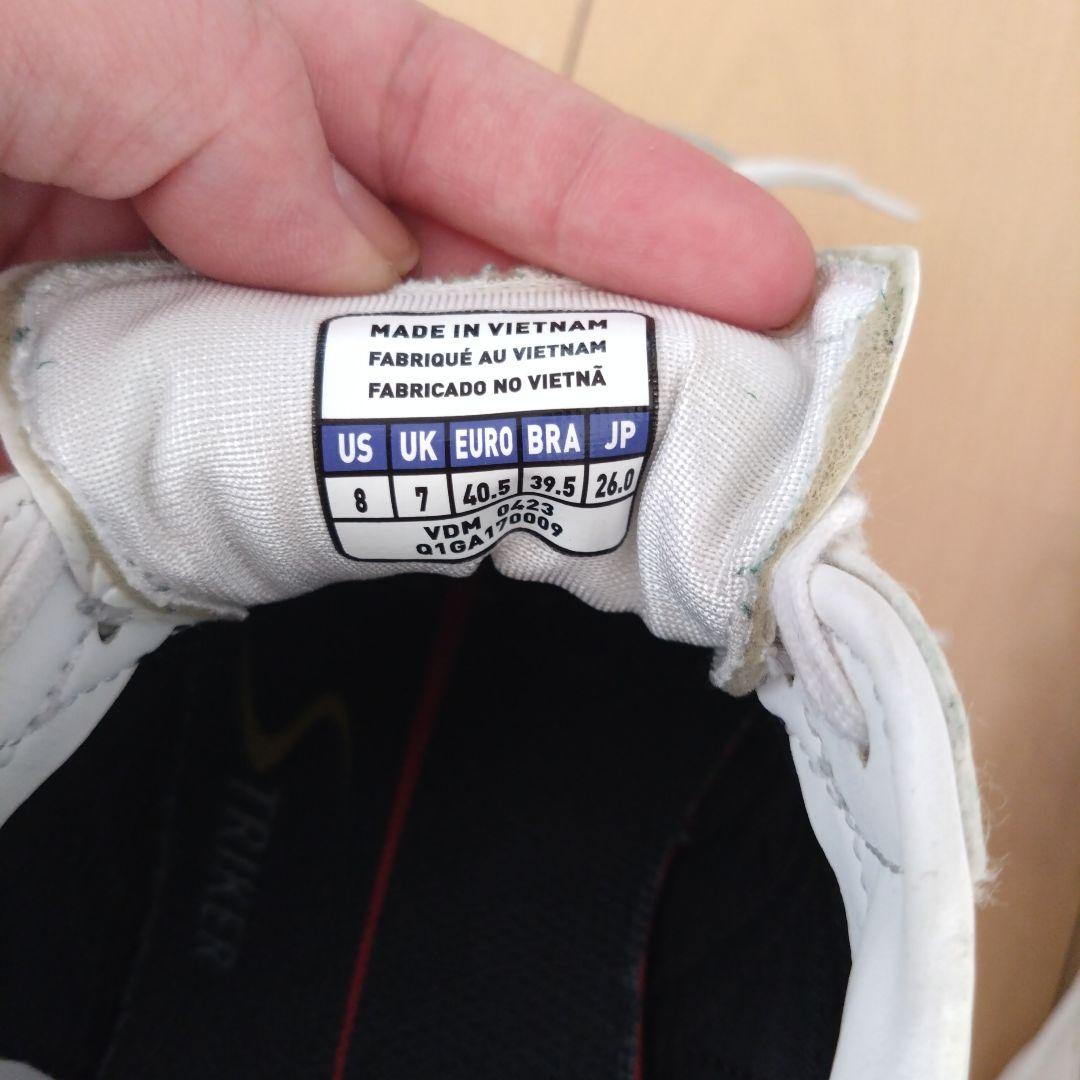 MADE IN VIETNAM
FABRIQUÉ AU VIETNAM
FABRICADO NO VIETNÃ
US UK EURO BRA JP
8 7 40.5 39.5 26.0
VDM 0423
Q1GA170009
STRIKER